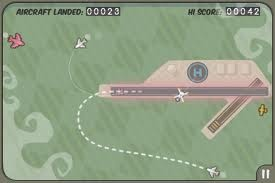 AIRCRAFT LANDED: 00023
HI SCORE: 00042
H